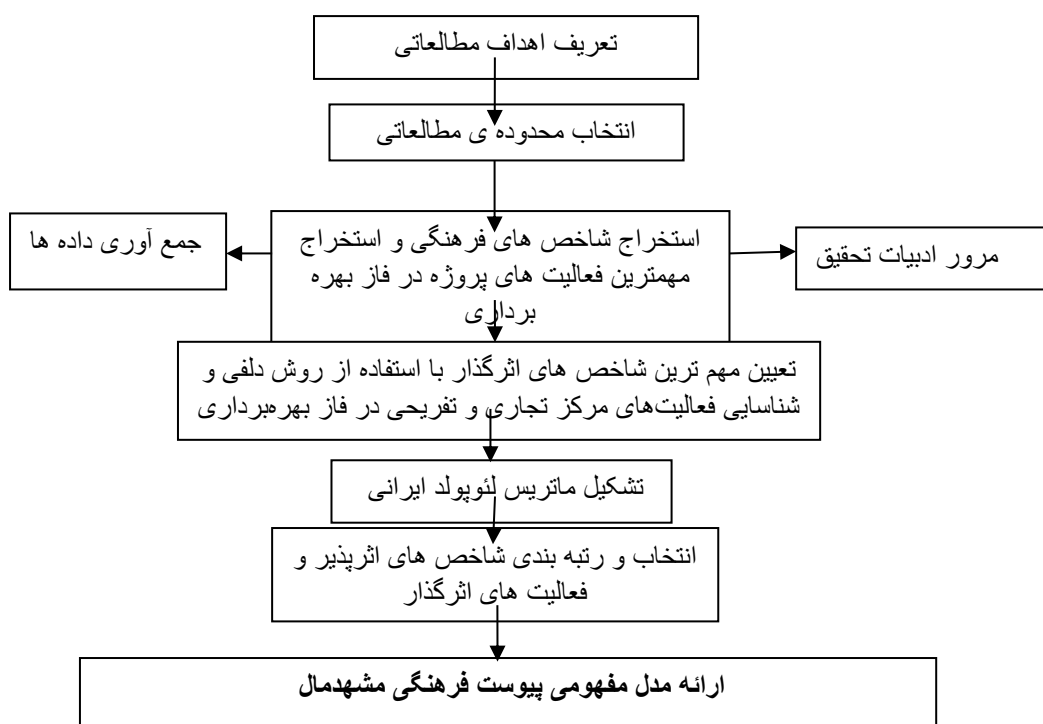 تعریف اهداف مطالعاتی
انتخاب محدوده ی مطالعاتی
مرور ادبیات تحقیق
استخراج شاخص های فرهنگی و استخراج
مهمترین فعالیت های پروژه در فاز بهره
برداری
جمع آوری داده ها
تعیین مهم ترین شاخص های اثرگذار با استفاده از روش دلفی و
شناسایی فعالیت‌های مرکز تجاری و تفریحی در فاز بهره‌برداری
تشکیل ماتریس لئوپولد ایرانی
انتخاب و رتبه بندی شاخص های اثرپذیر و
فعالیت های اثرگذار
ارائه مدل مفهومی پیوست فرهنگی مشهدمال